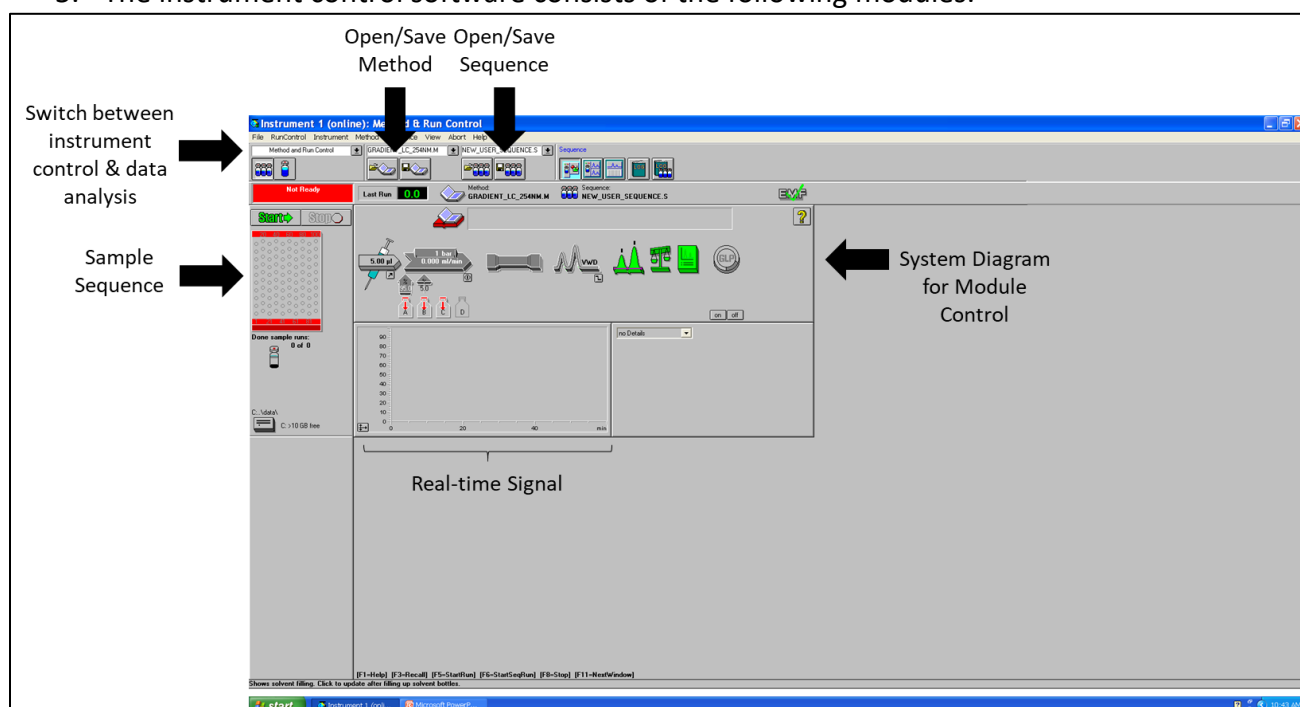 The instrument control software consists of the following modules:
Open/Save Method
Open/Save Sequence
Switch between
instrument
control & data
analysis
Sample
Sequence
System Diagram
for Module
Control
Real-time Signal
Instrument 1 (online): Method & Run Control
File RunControl Instrument Method View Abort Help
Method and Run Control
GRADIENT_LC_254NM.M
NEW_USER_SEQUENCE.S
Sequence
Not Ready
Last Run 0.0
Method:
GRADIENT_LC_254NM.M
Sequence:
NEW_USER_SEQUENCE.S
EMF
Start
Stop
?
5.00 µl
1 bar
0.000 ml/min
VWD
GLP
5.0
A B C D
on off
Done sample runs:
0 of 0
C:..\data\
C: >10 GB free
no Details
90
80
70
60
50
40
30
20
10
0
0 20 40 min
[F1=Help] [F3=Recall] [F5=StartRun] [F6=StartSeqRun] [F8=Stop] [F11=NextWindow]
Shows solvent filling. Click to update after filling up solvent bottles.
start
Instrument 1 (onl...
Microsoft PowerP...
10:43 AM